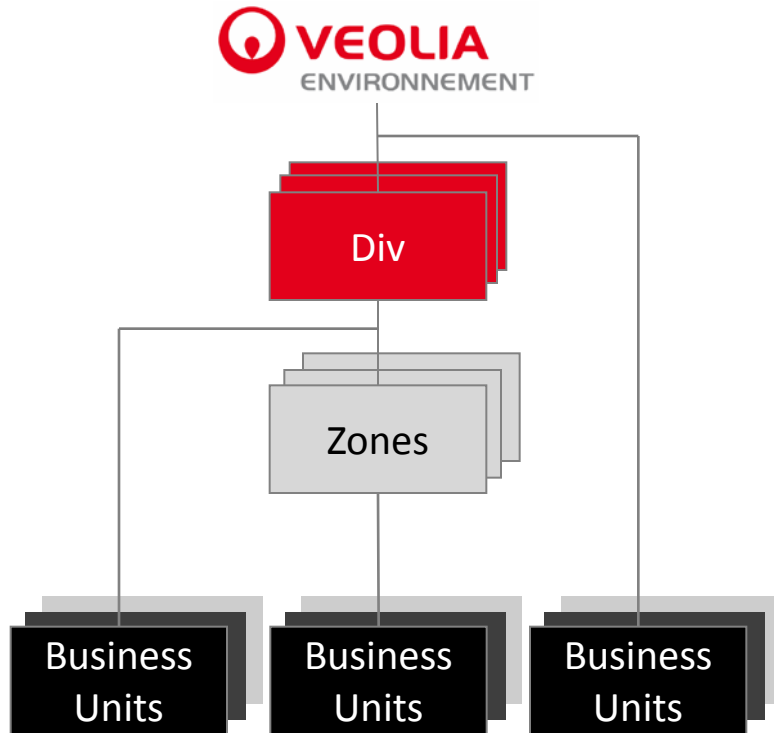 VEOLIA
ENVIRONNEMENT
Div
Zones
Business
Units
Business
Units
Business
Units